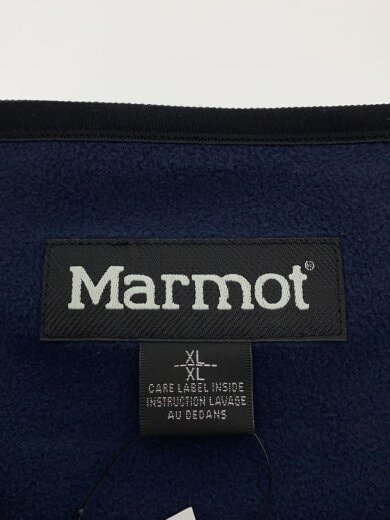 Marmot®
XL
XL
CARE LABEL INSIDE
INSTRUCTION LAVAGE
AU DEDANS